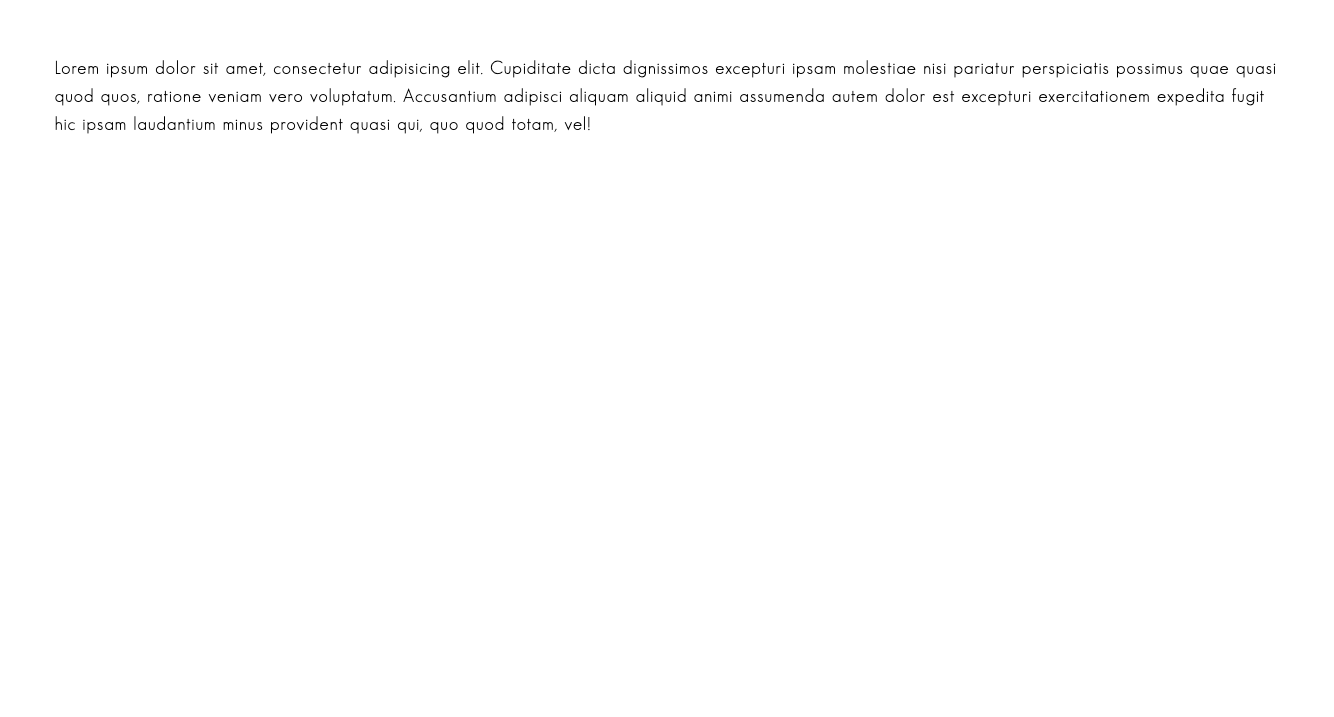 Lorem ipsum dolor sit amet, consectetur adipisicing elit. Cupiditate dicta dignissimos excepturi ipsam molestiae nisi pariatur perspiciatis possimus quae quasi
quod quos, ratione veniam vero voluptatum. Accusantium adipisci aliquam aliquid animi assumenda autem dolor est excepturi exercitationem expedita fugit
hic ipsam laudantium minus provident quasi qui, quo quod totam, vel!